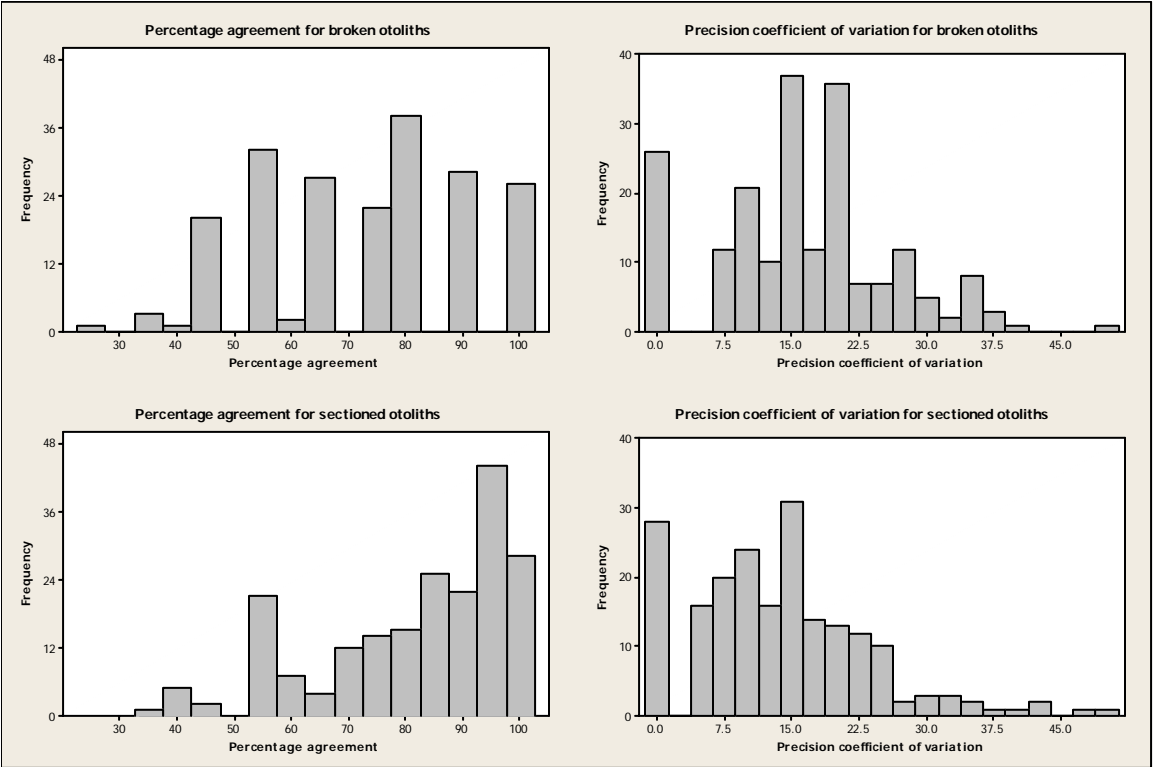 Percentage agreement for broken otoliths
48
36
24
12
0
Frequency
30 40 50 60 70 80 90 100
Percentage agreement
Precision coefficient of variation for broken otoliths
40
30
20
10
0
Frequency
0.0 7.5 15.0 22.5 30.0 37.5 45.0
Precision coefficient of variation
Percentage agreement for sectioned otoliths
48
36
24
12
0
Frequency
30 40 50 60 70 80 90 100
Percentage agreement
Precision coefficient of variation for sectioned otoliths
40
30
20
10
0
Frequency
0.0 7.5 15.0 22.5 30.0 37.5 45.0
Precision coefficient of variation